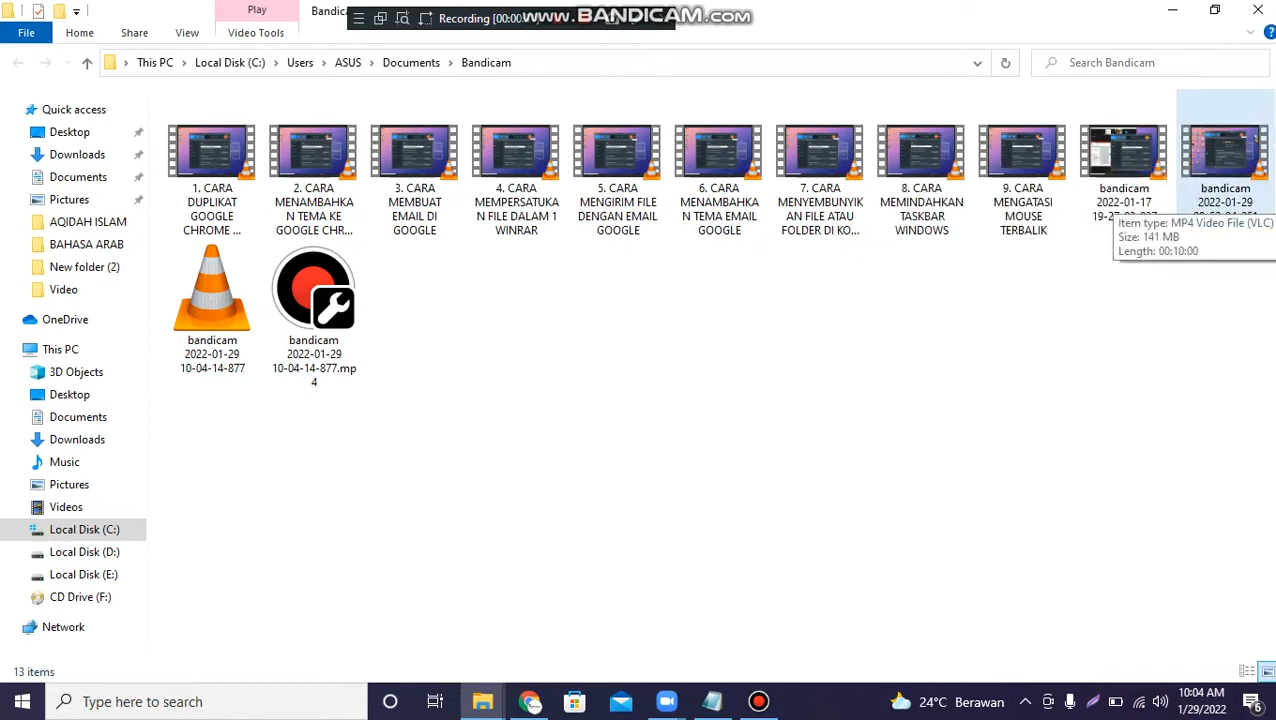 Play
Bandic
Recording [00:00
www.BANDICAM.com
File
Home
Share
View
Video Tools
This PC
Local Disk (C:)
Users
ASUS
Documents
Bandicam
Search Bandicam
Quick access
Desktop
Downloads
Documents
Pictures
AQIDAH ISLAM
BAHASA ARAB
New folder (2)
Video
OneDrive
This PC
3D Objects
Desktop
Documents
Downloads
Music
Pictures
Videos
Local Disk (C:)
Local Disk (D:)
Local Disk (E:)
CD Drive (F:)
Network
1. CARA
DUPLIKAT
GOOGLE
CHROME ...
2. CARA
MENAMBAHKA
N TEMA KE
GOOGLE CHR...
3. CARA
MEMBUAT
EMAIL DI
GOOGLE
4. CARA
MEMPERSATUKA
N FILE DALAM 1
WINRAR
5. CARA
MENGIRIM FILE
DENGAN EMAIL
GOOGLE
6. CARA
MENAMBAHKA
N TEMA EMAIL
GOOGLE
7. CARA
MENYEMBUNYIK
AN FILE ATAU
FOLDER DI KO...
8. CARA
MEMINDAHKAN
TASKBAR
WINDOWS
9. CARA
MENGATASI
MOUSE
TERBALIK
bandicam
2022-01-17
bandicam
2022-01-29
Item type: MP4 Video File (VLC)
Size: 141 MB
Length: 00:10:00
bandicam
2022-01-29
10-04-14-877
bandicam
2022-01-29
10-04-14-877.mp
4
13 items
Type here to search
24°C Berawan
10:04 AM
1/29/2022
6